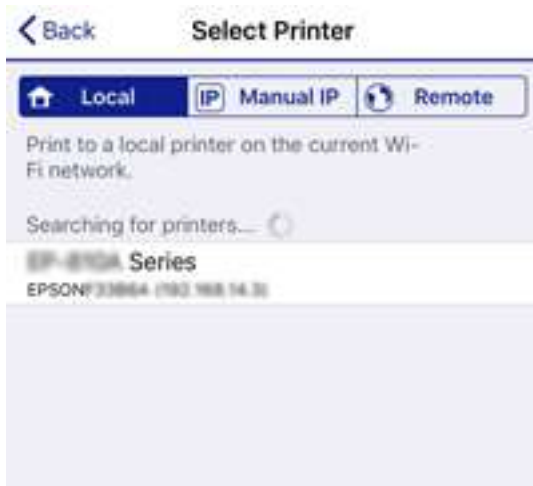 Back
Select Printer
Local
IP Manual IP
Remote
Print to a local printer on the current Wi-
Fi network.
Searching for printers...
Series
EPSON